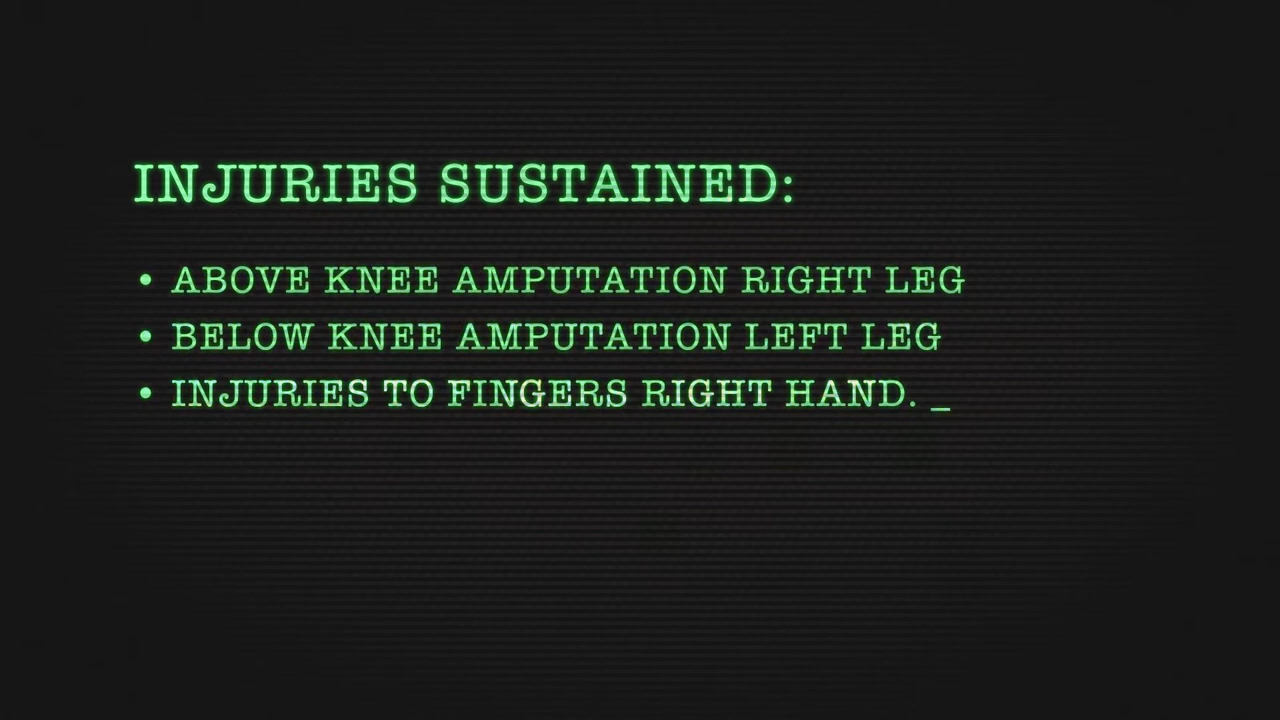 INJURIES SUSTAINED:
• ABOVE KNEE AMPUTATION RIGHT LEG
• BELOW KNEE AMPUTATION LEFT LEG
• INJURIES TO FINGERS RIGHT HAND. _